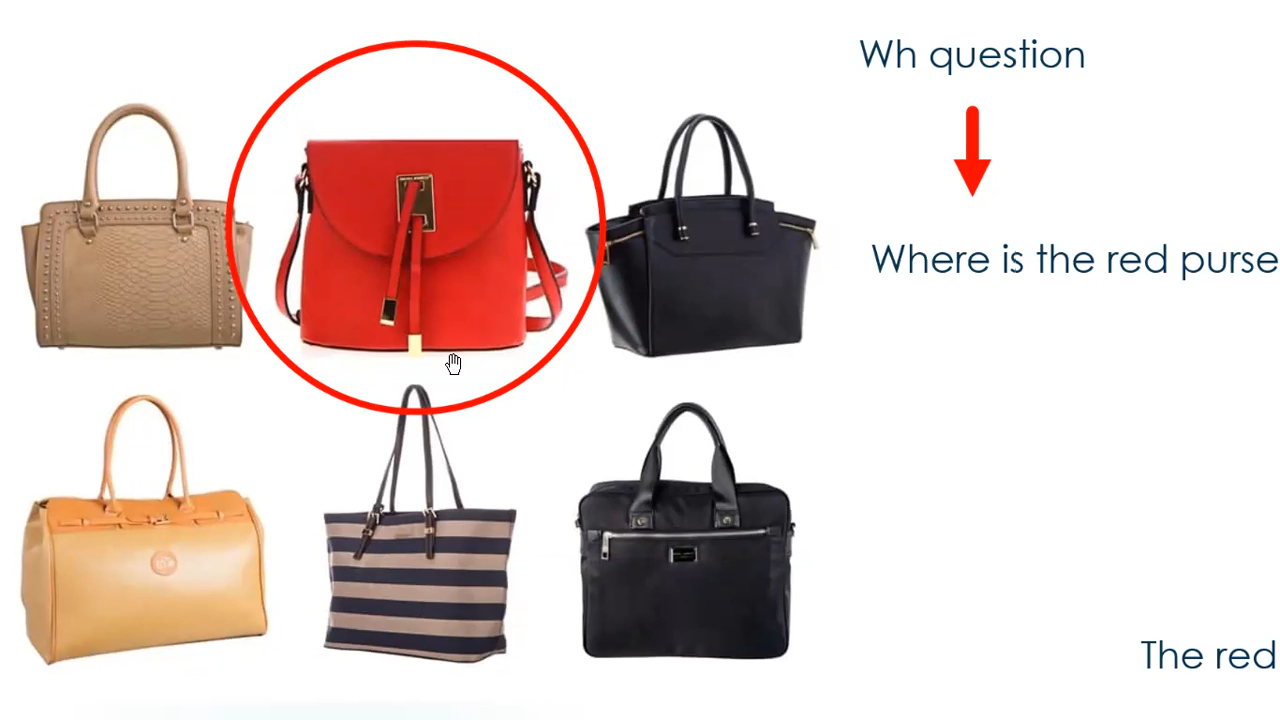 Wh question
Where is the red purse
The red